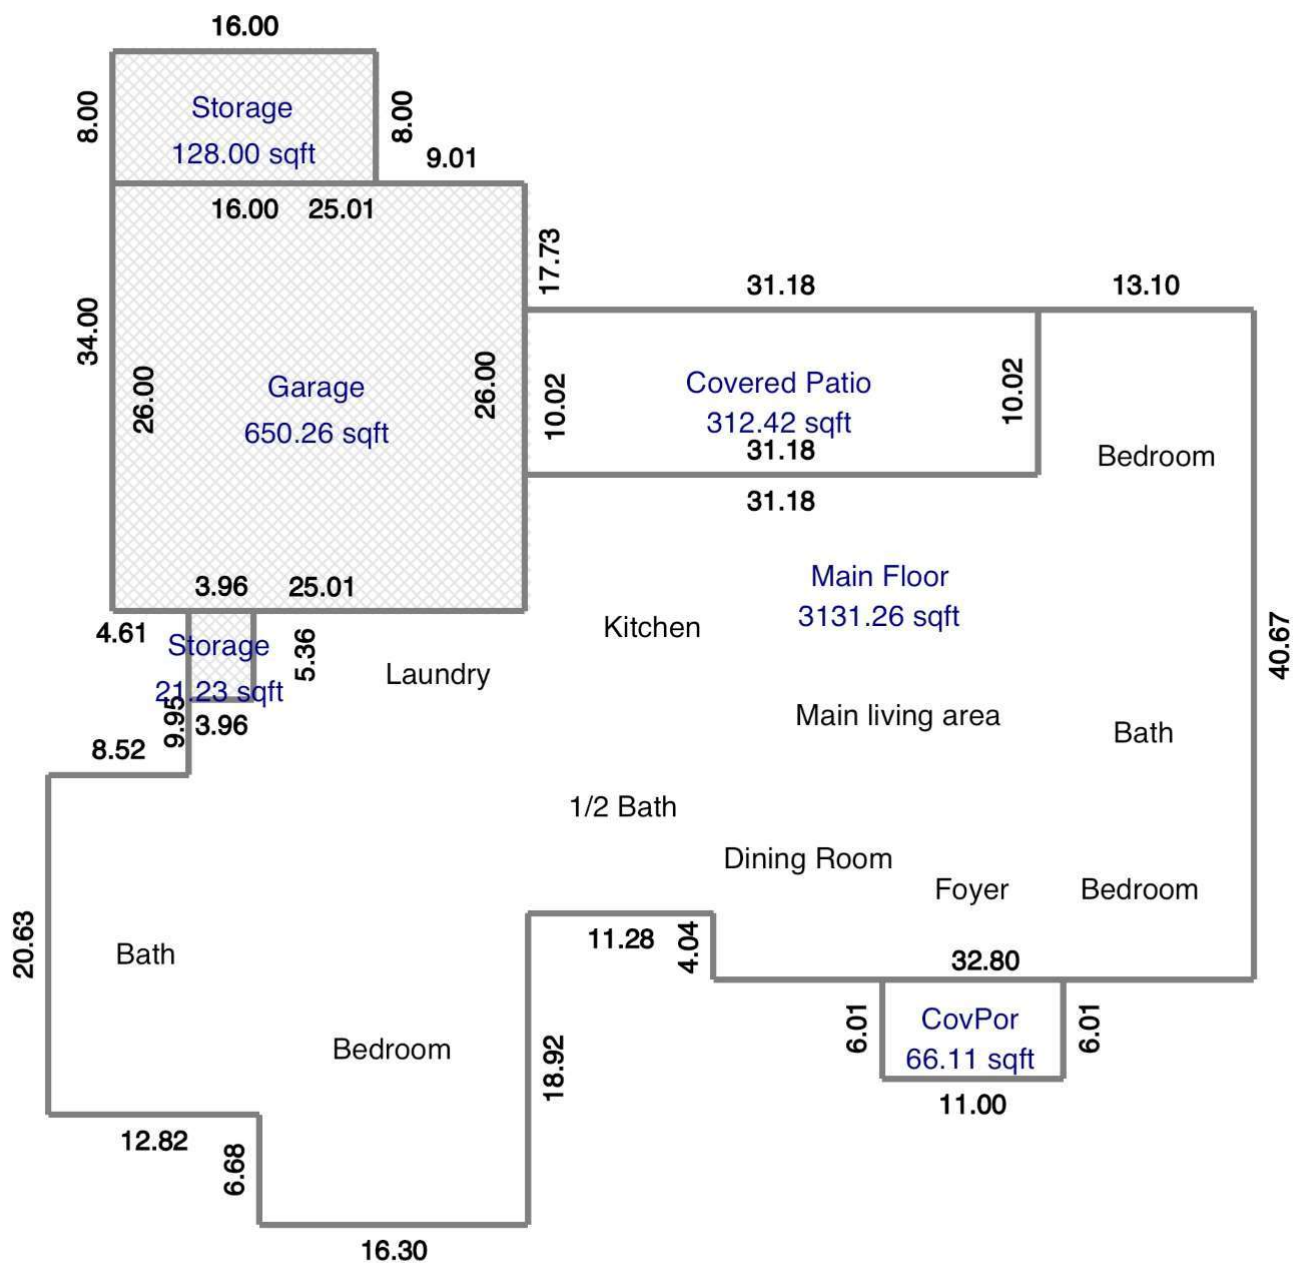 16.00
8.00
Storage
128.00 sqft
8.00
9.01
16.00 25.01
17.73
31.18
13.10
34.00
26.00
Garage
650.26 sqft
26.00
10.02
Covered Patio
312.42 sqft
31.18
10.02
31.18
Bedroom
Main Floor
3131.26 sqft
40.67
3.96 25.01
4.61
Storage
21.23 sqft
5.36
Laundry
Kitchen
9.95
3.96
8.52
Main living area
Bath
1/2 Bath
Dining Room
Foyer
Bedroom
20.63
Bath
11.28
4.04
32.80
Bedroom
18.92
6.01
CovPor
66.11 sqft
6.01
11.00
12.82
6.68
16.30